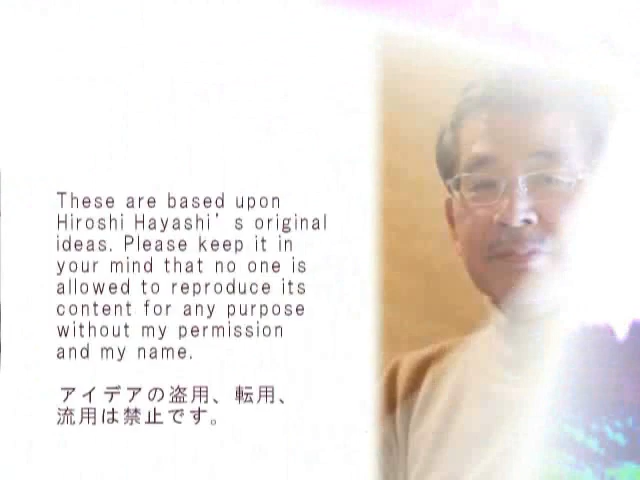 These are based upon
Hiroshi Hayashi's original
ideas. Please keep it in
your mind that no one is
allowed to reproduce its
content for any purpose
without my permission
and my name.
アイデアの盗用、転用、
流用は禁止です。